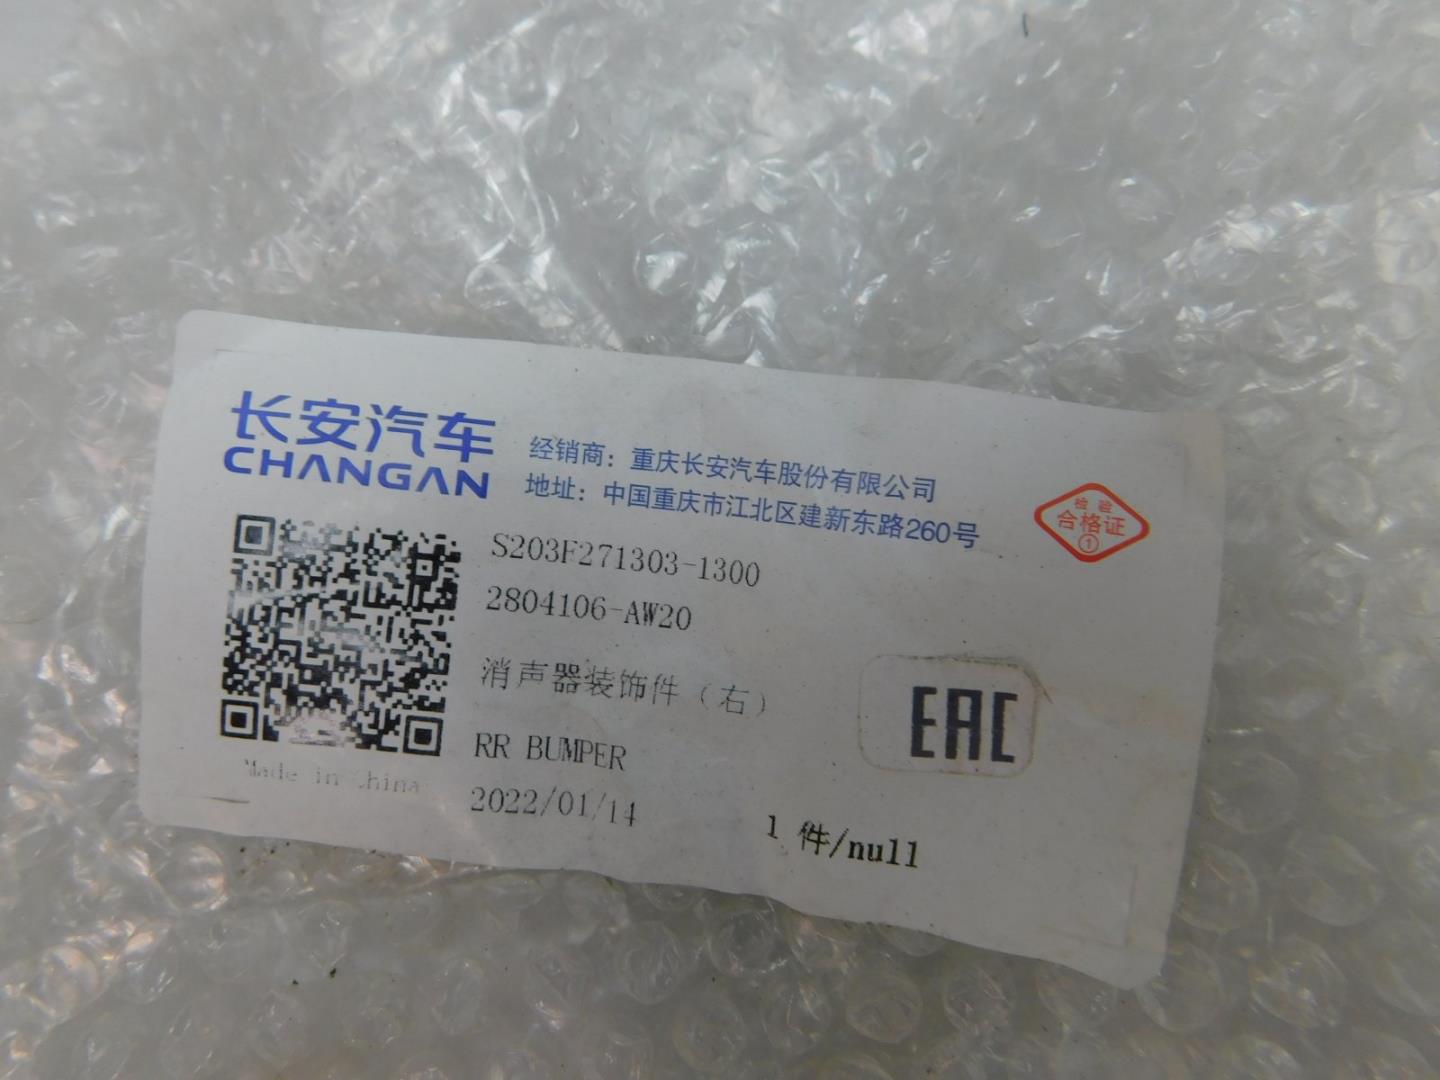 长安汽车
CHANGAN
经销商：重庆长安汽车股份有限公司
地址：中国重庆市江北区建新东路260号
检 验
合格证
①
S203F271303-1300
2804106-AW20
消声器装饰件（右）
RR BUMPER
2022/01/14
Made in China
EAC
1 件/null